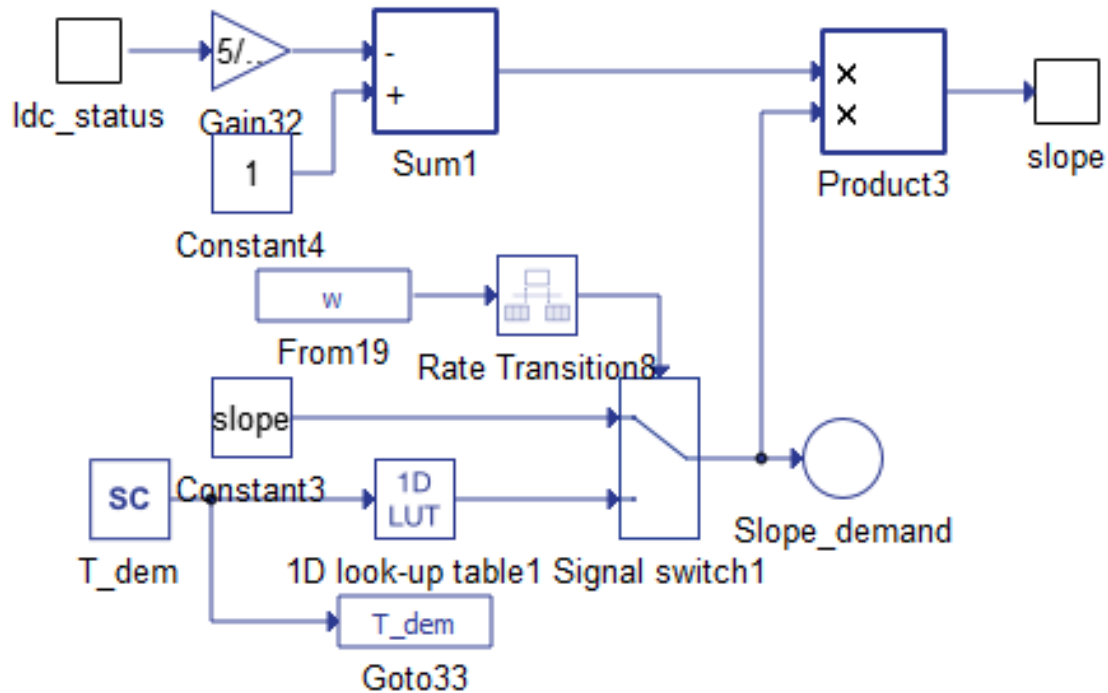 5/..
-
+
×
×
Idc_status
Gain32
Sum1
Product3
slope
1
Constant4
w
From19
Rate Transition8
slope
Constant3
SC
1D
LUT
T_dem
1D look-up table1
Signal switch1
Slope_demand
T_dem
Goto33